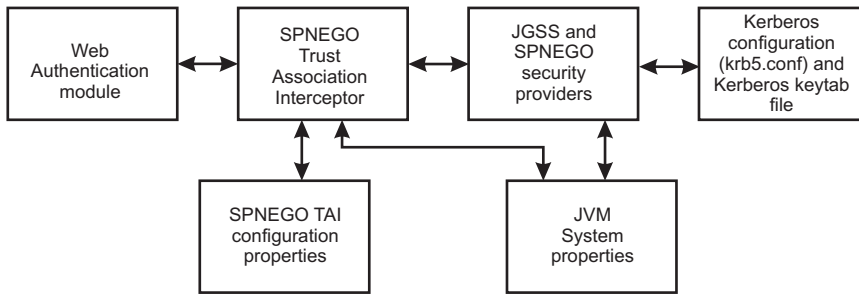 Web
Authentication
module
SPNEGO
Trust
Association
Interceptor
JGSS and
SPNEGO
security
providers
Kerberos
configuration
(krb5.conf) and
Kerberos keytab
file
SPNEGO TAI
configuration
properties
JVM
System
properties